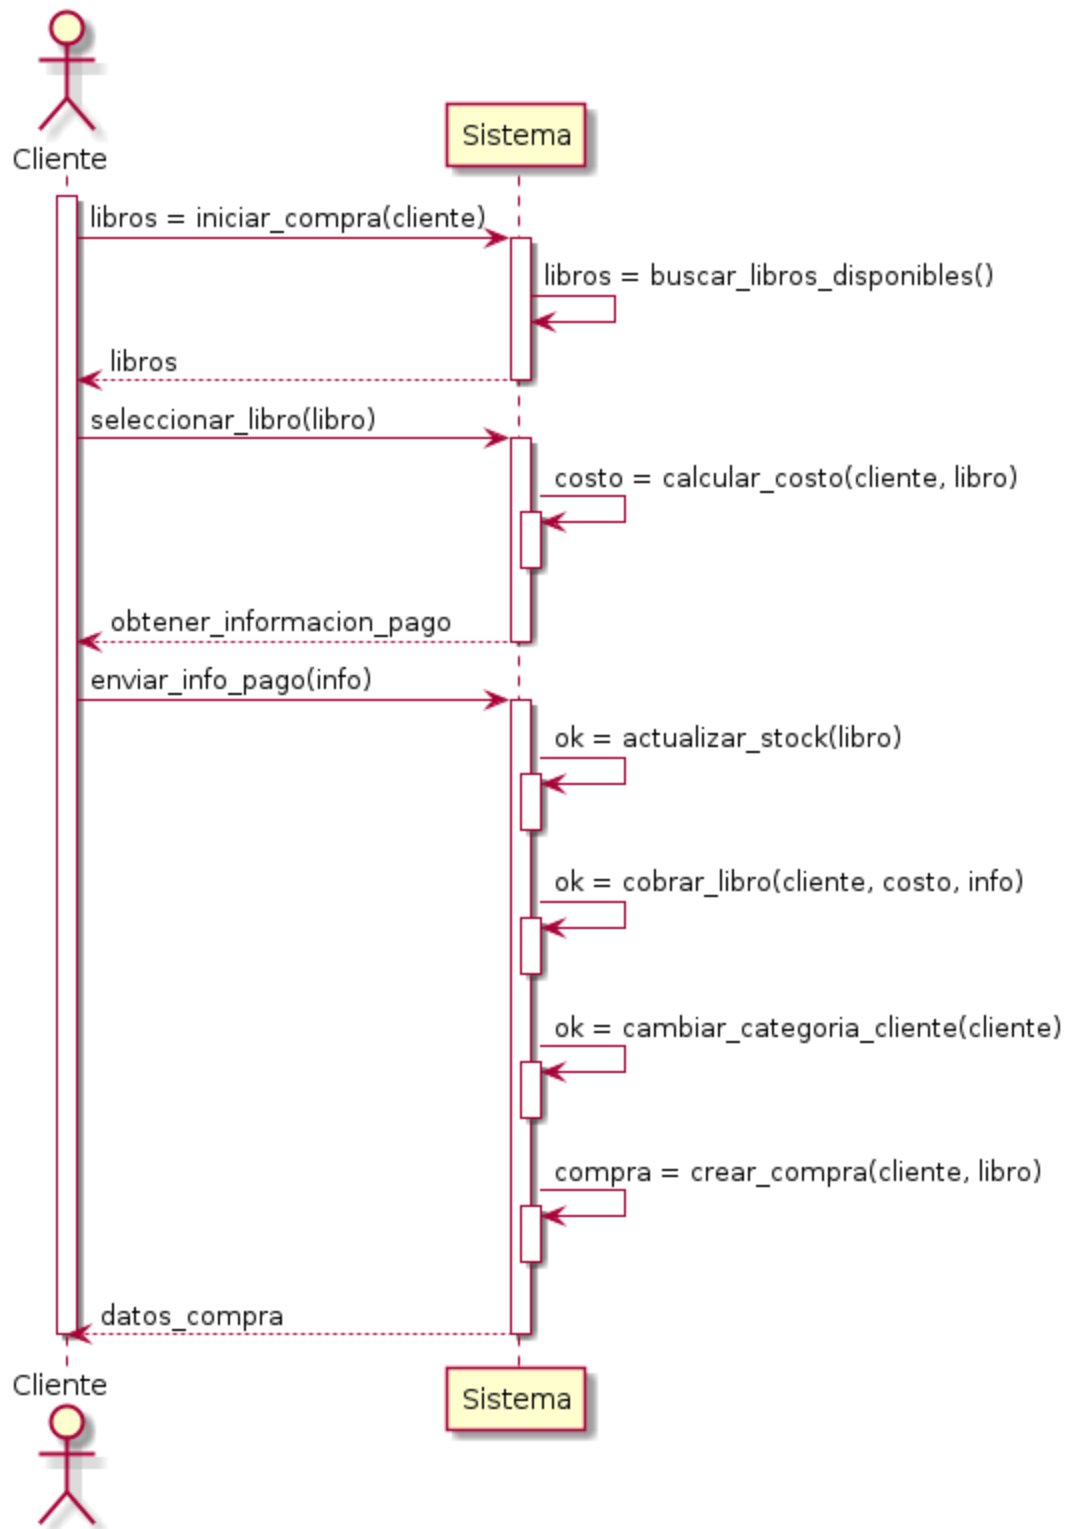 Cliente
Sistema
libros = iniciar_compra(cliente)
libros = buscar_libros_disponibles()
libros
seleccionar_libro(libro)
costo = calcular_costo(cliente, libro)
obtener_informacion_pago
enviar_info_pago(info)
ok = actualizar_stock(libro)
ok = cobrar_libro(cliente, costo, info)
ok = cambiar_categoria_cliente(cliente)
compra = crear_compra(cliente, libro)
datos_compra
Cliente
Sistema